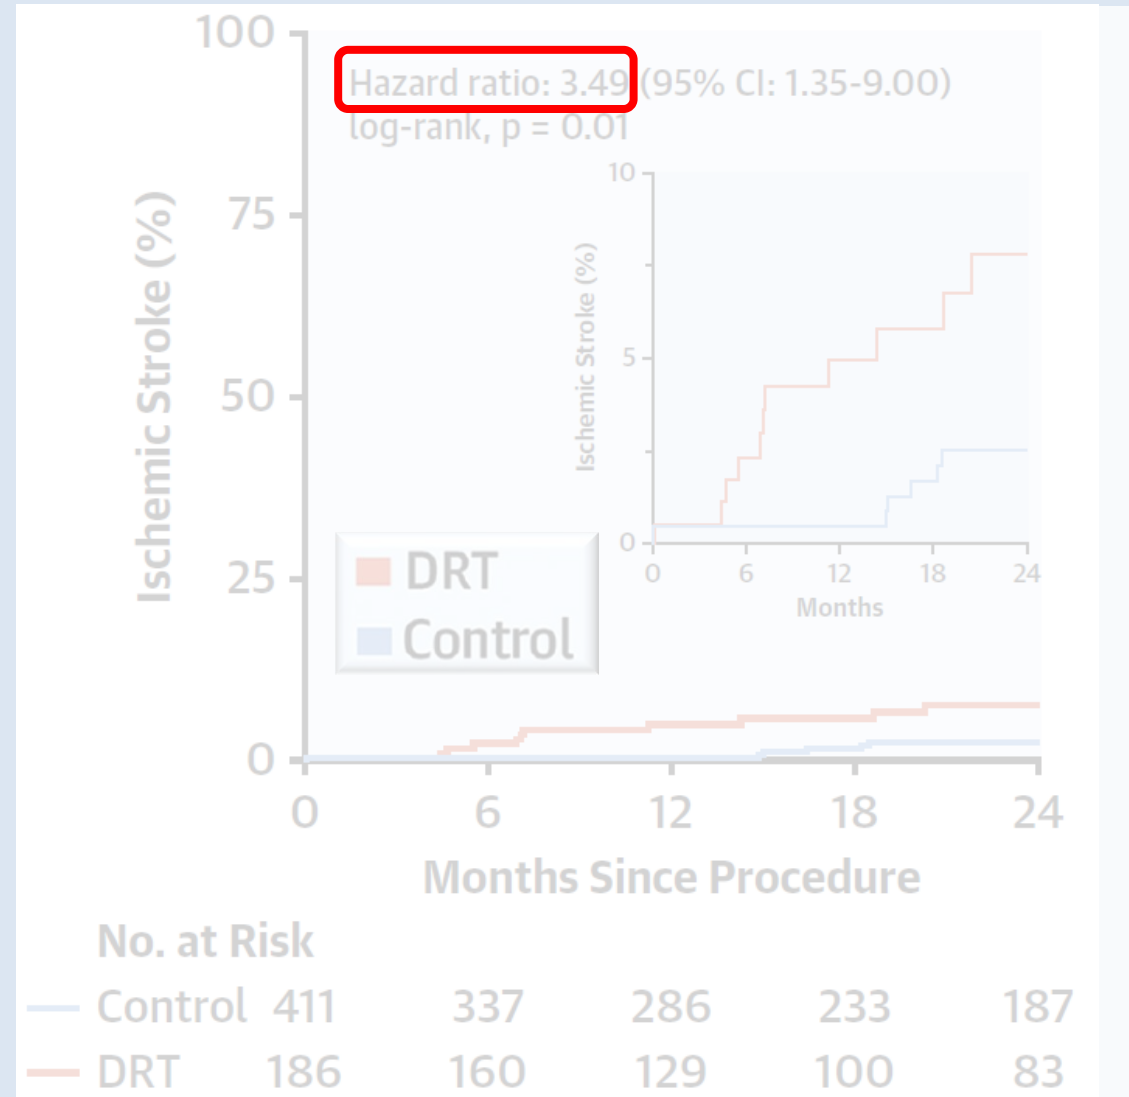 100
Hazard ratio: 3.49 (95% CI: 1.35-9.00)
log-rank, p = 0.01
75
50
25
0
Ischemic Stroke (%)
10
5
0
Ischemic Stroke (%)
0 6 12 18 24
Months
DRT
Control
0 6 12 18 24
Months Since Procedure
No. at Risk
Control 411 337 286 233 187
DRT 186 160 129 100 83